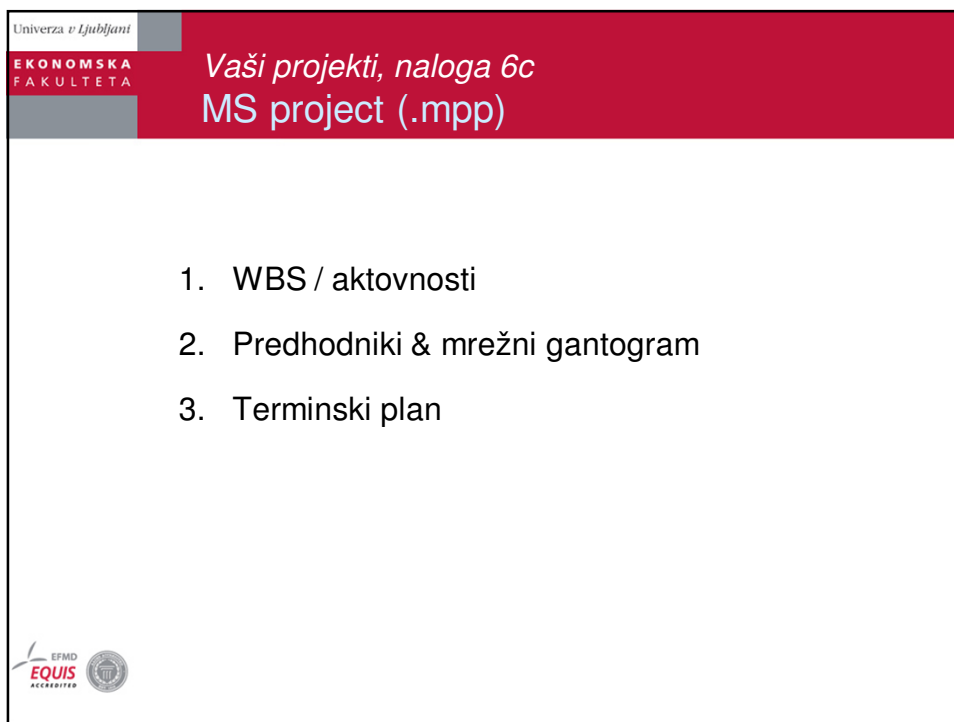 Univerza v Ljubljani
EKONOMSKA
FAKULTETA
Vaši projekti, naloga 6c
MS project (.mpp)
1. WBS / aktovnosti
2. Predhodniki & mrežni gantogram
3. Terminski plan
EFMD
EQUIS
ACCREDITED